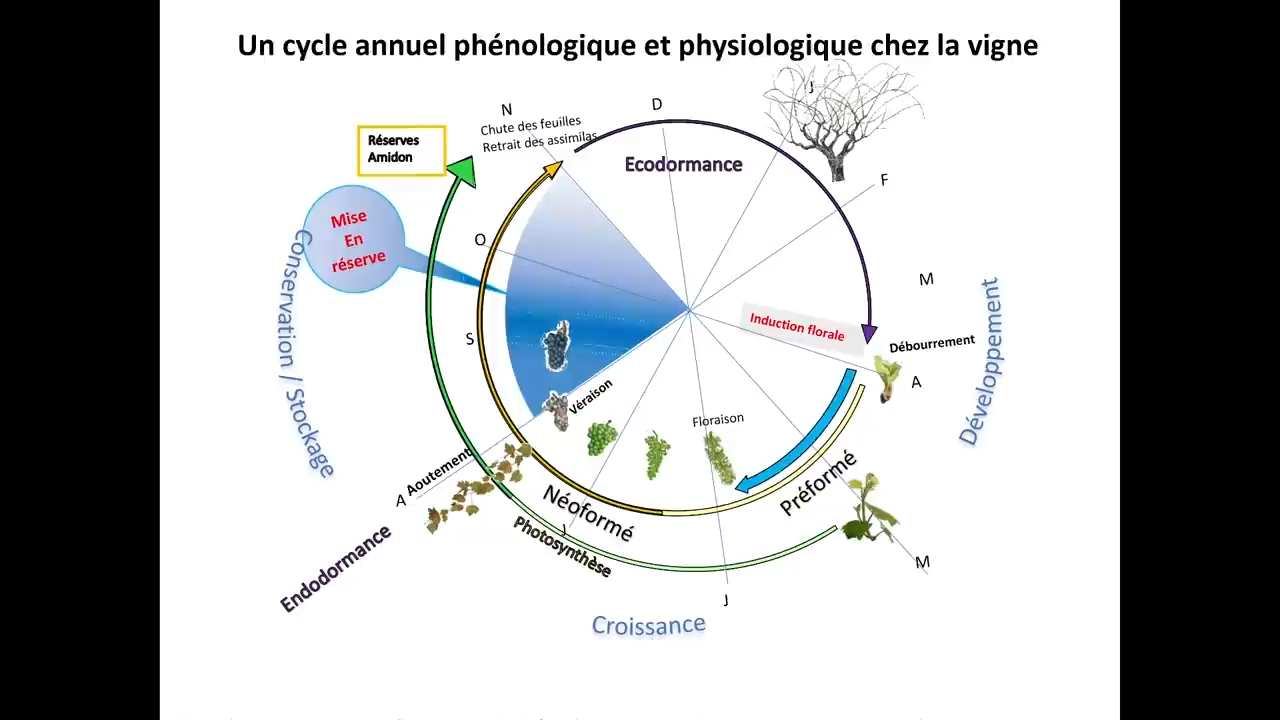 Un cycle annuel phénologique et physiologique chez la vigne
N
D
J
Chute des feuilles
Retrait des assimilas
Réserves
Amidon
Ecodormance
F
Mise
En
réserve
O
Conservation / Stockage
M
Développement
Induction florale
Débourrement
S
A
Véraison
Floraison
Aoutement
A
Néoformé
Préformé
J
Photosynthèse
Endodormance
M
J
Croissance